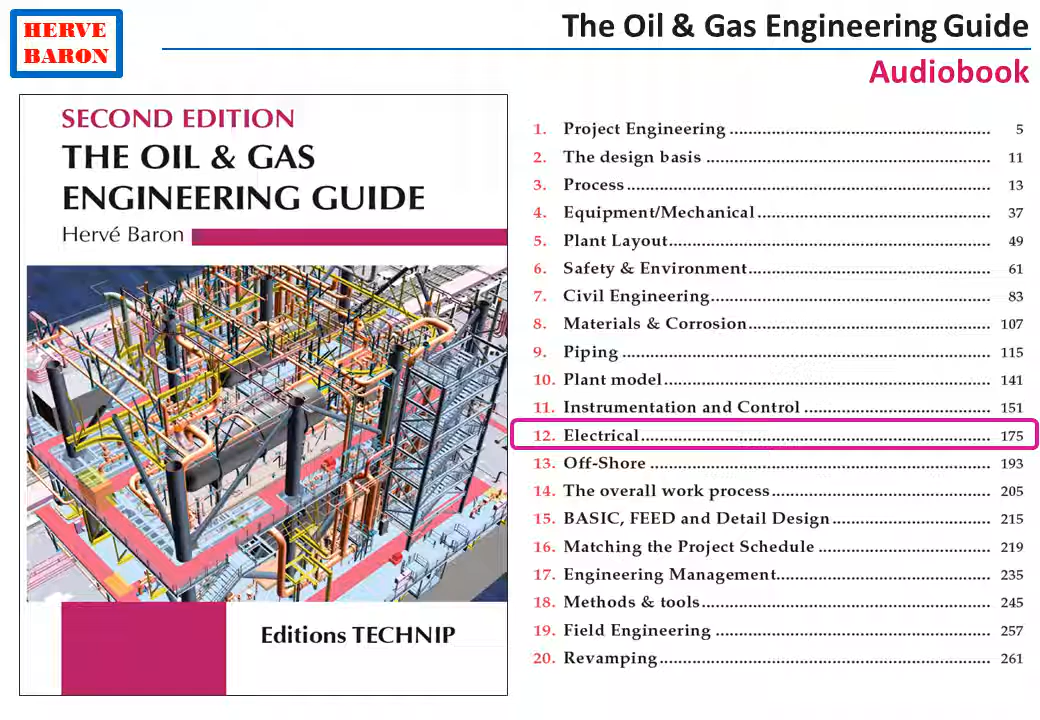 HERVE
BARON
The Oil & Gas Engineering Guide
Audiobook
SECOND EDITION
THE OIL & GAS
ENGINEERING GUIDE
Hervé Baron
Editions TECHNIP
1. Project Engineering ........................................................ 5
2. The design basis ............................................................. 11
3. Process.............................................................................. 13
4. Equipment/Mechanical .................................................. 37
5. Plant Layout..................................................................... 49
6. Safety & Environment.................................................... 61
7. Civil Engineering............................................................ 83
8. Materials & Corrosion.................................................... 107
9. Piping ............................................................................... 115
10. Plant model...................................................................... 141
11. Instrumentation and Control ........................................ 151
12. Electrical........................................................................... 175
13. Off-Shore ......................................................................... 193
14. The overall work process............................................... 205
15. BASIC, FEED and Detail Design.................................. 215
16. Matching the Project Schedule ..................................... 219
17. Engineering Management.............................................. 235
18. Methods & tools.............................................................. 245
19. Field Engineering ........................................................... 257
20. Revamping....................................................................... 261